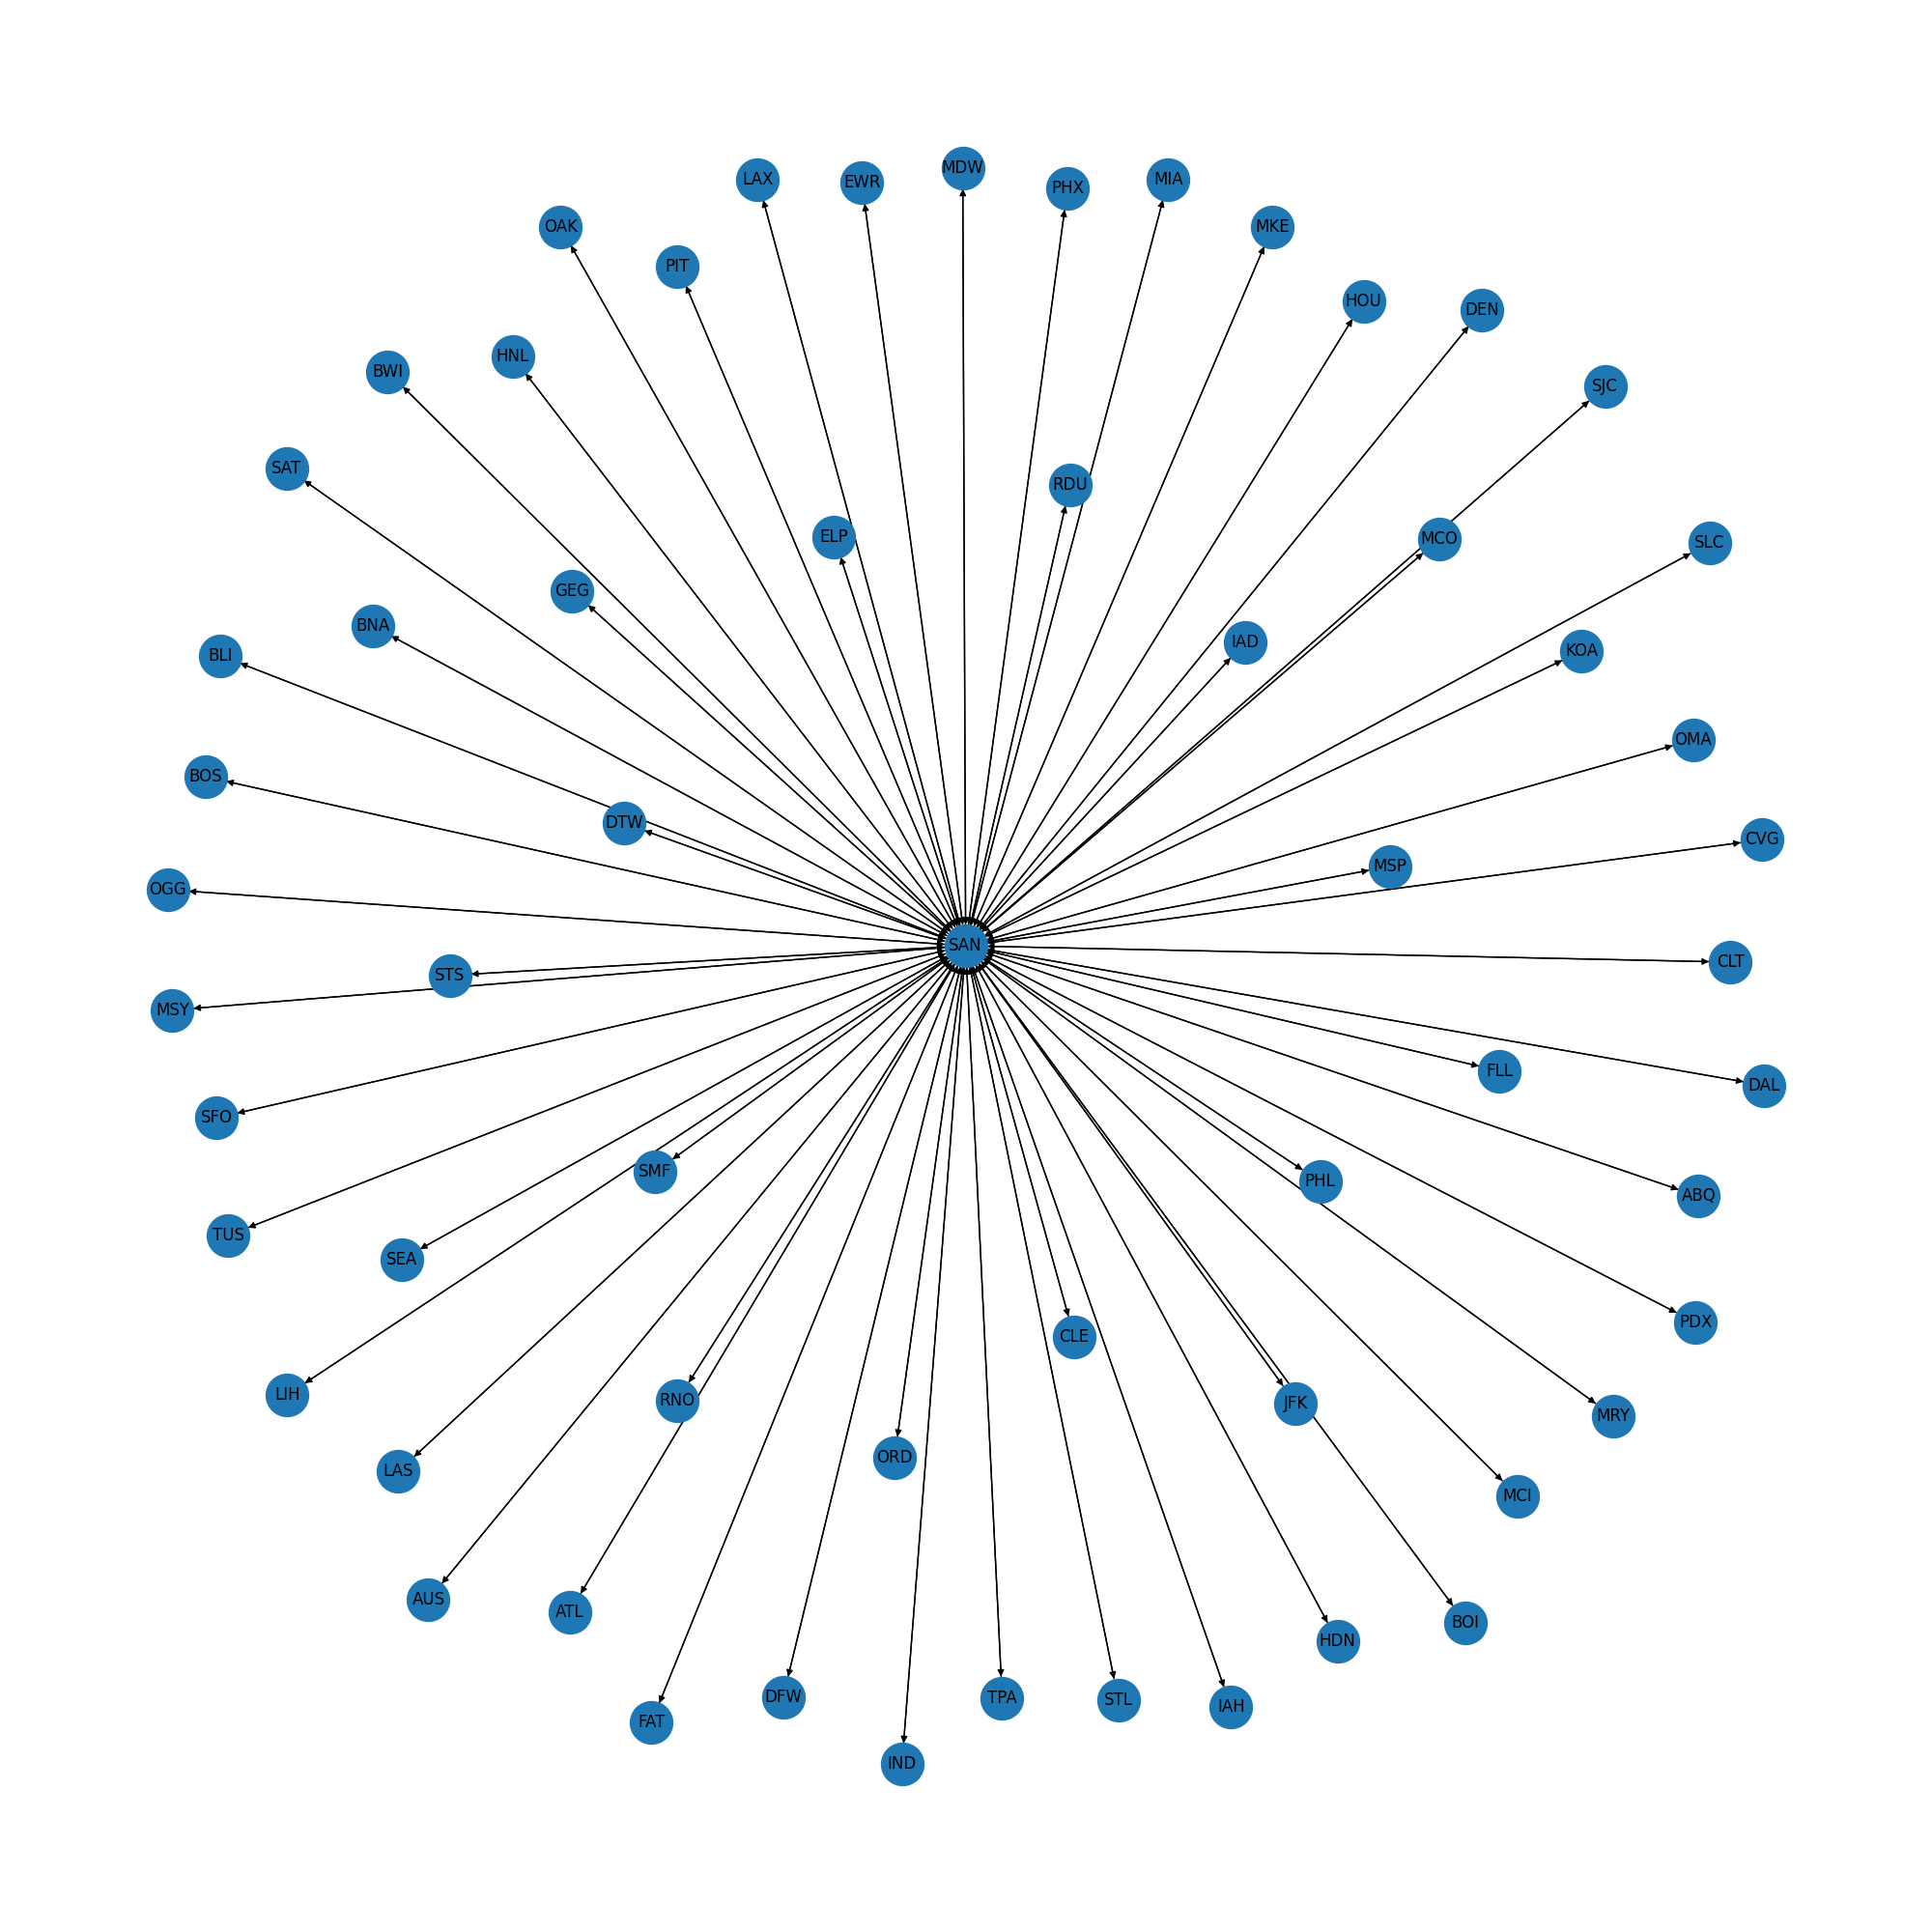 MDW
LAX
MIA
EWR
PHX
OAK
MKE
PIT
HOU
DEN
HNL
BWI
SJC
SAT
RDU
ELP
MCO
SLC
GEG
BNA
IAD
KOA
BLI
OMA
BOS
DTW
CVG
MSP
OGG
SAN
CLT
STS
MSY
FLL
DAL
SFO
SMF
PHL
ABQ
TUS
SEA
PDX
CLE
LIH
RNO
JFK
MRY
ORD
LAS
MCI
AUS
ATL
BOI
HDN
DFW
TPA
STL
IAH
FAT
IND